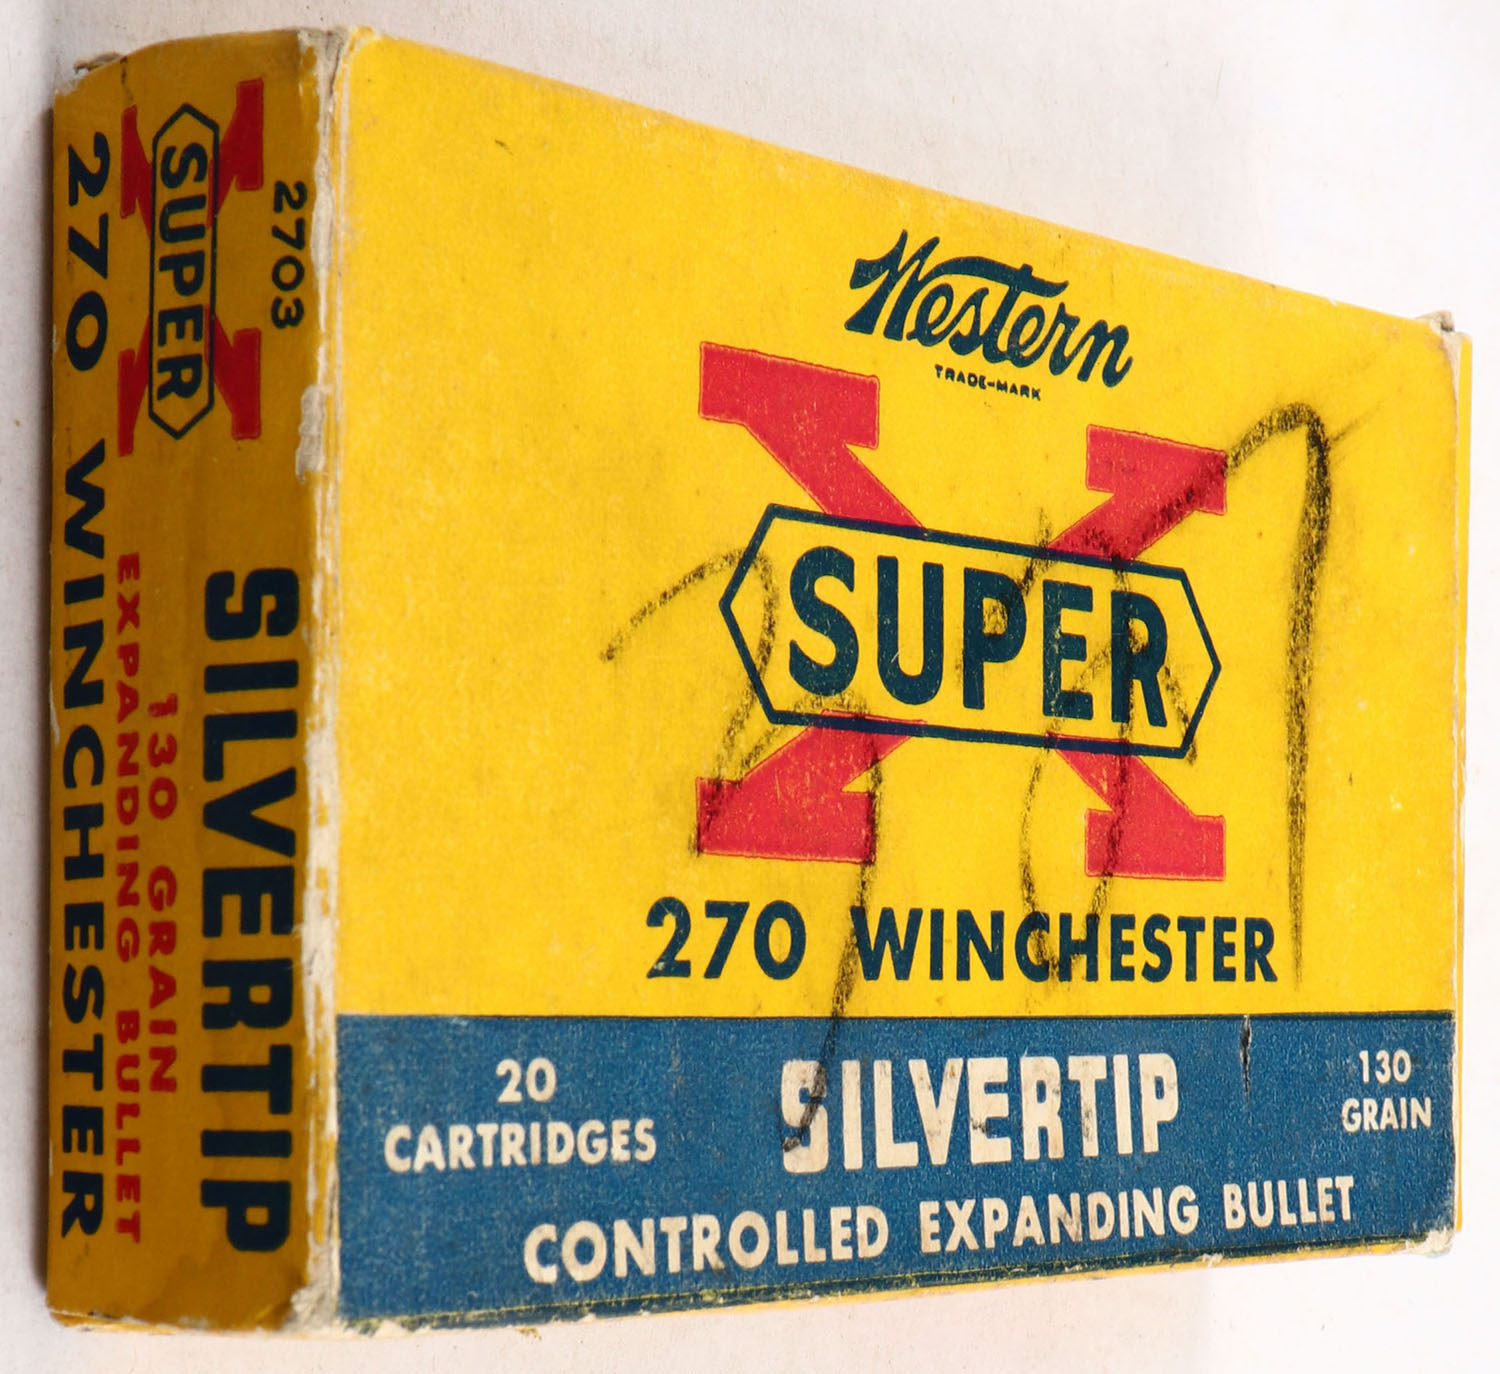 Western
TRADE-MARK
X
SUPER
270 WINCHESTER
20
CARTRIDGES
SILVERTIP
130
GRAIN
CONTROLLED EXPANDING BULLET
2703
X
SUPER
SILVERTIP
130 GRAIN
EXPANDING BULLET
270 WINCHESTER